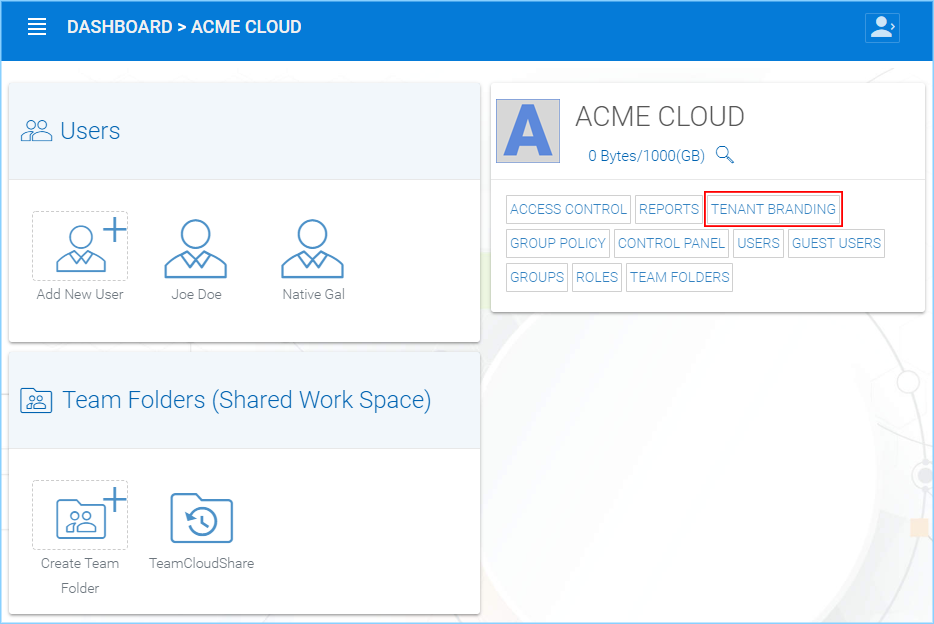 DASHBOARD > ACME CLOUD
Users
Add New User
Joe Doe
Native Gal
Team Folders (Shared Work Space)
Create Team
Folder
TeamCloudShare
A
ACME CLOUD
0 Bytes/1000(GB)
ACCESS CONTROL REPORTS TENANT BRANDING
GROUP POLICY CONTROL PANEL USERS GUEST USERS
GROUPS ROLES TEAM FOLDERS